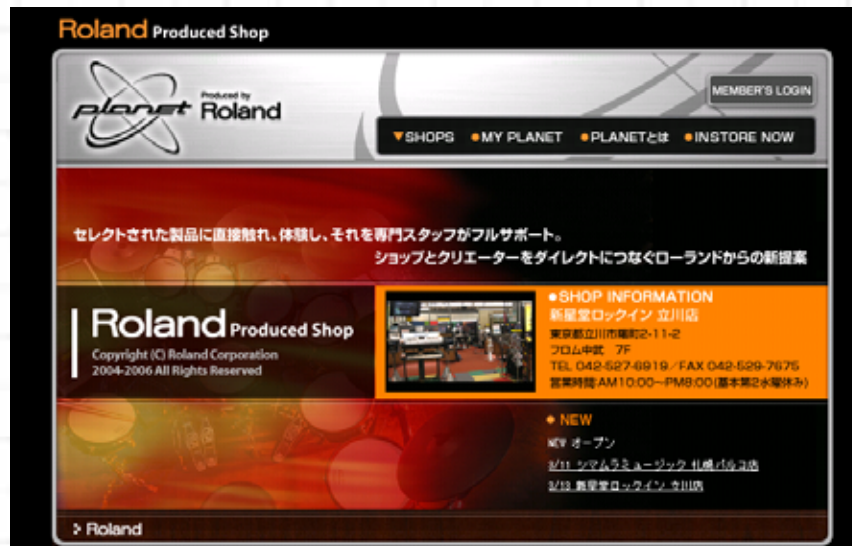 Roland Produced Shop
planet Produced by Roland
MEMBER'S LOGIN
▼SHOPS ●MY PLANET ●PLANETとは ●INSTORE NOW
セレクトされた製品に直接触れ、体験し、それを専門スタッフがフルサポート。
ショップとクリエーターをダイレクトにつなぐローランドからの新提案
Roland Produced Shop
Copyright (C) Roland Corporation
2004-2006 All Rights Reserved
●SHOP INFORMATION
新星堂ロックイン 立川店
東京都立川市曙町2-11-2
フロム中武 7F
TEL 042-527-6919／FAX 042-529-7675
営業時間:AM10:00〜PM8:00(基本第2水曜休み)
NEW
NEW オープン
3/11 シマムラミュージック 札幌パルコ店
3/13 新星堂ロックイン 立川店
> Roland